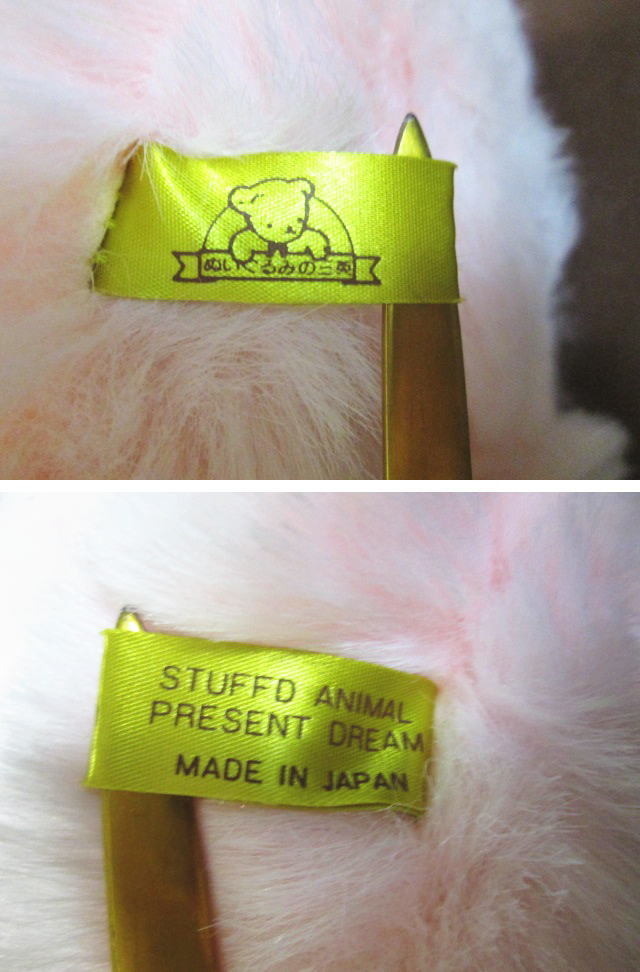 ぬいぐるみの三英
STUFFD ANIMAL
PRESENT DREAM
MADE IN JAPAN